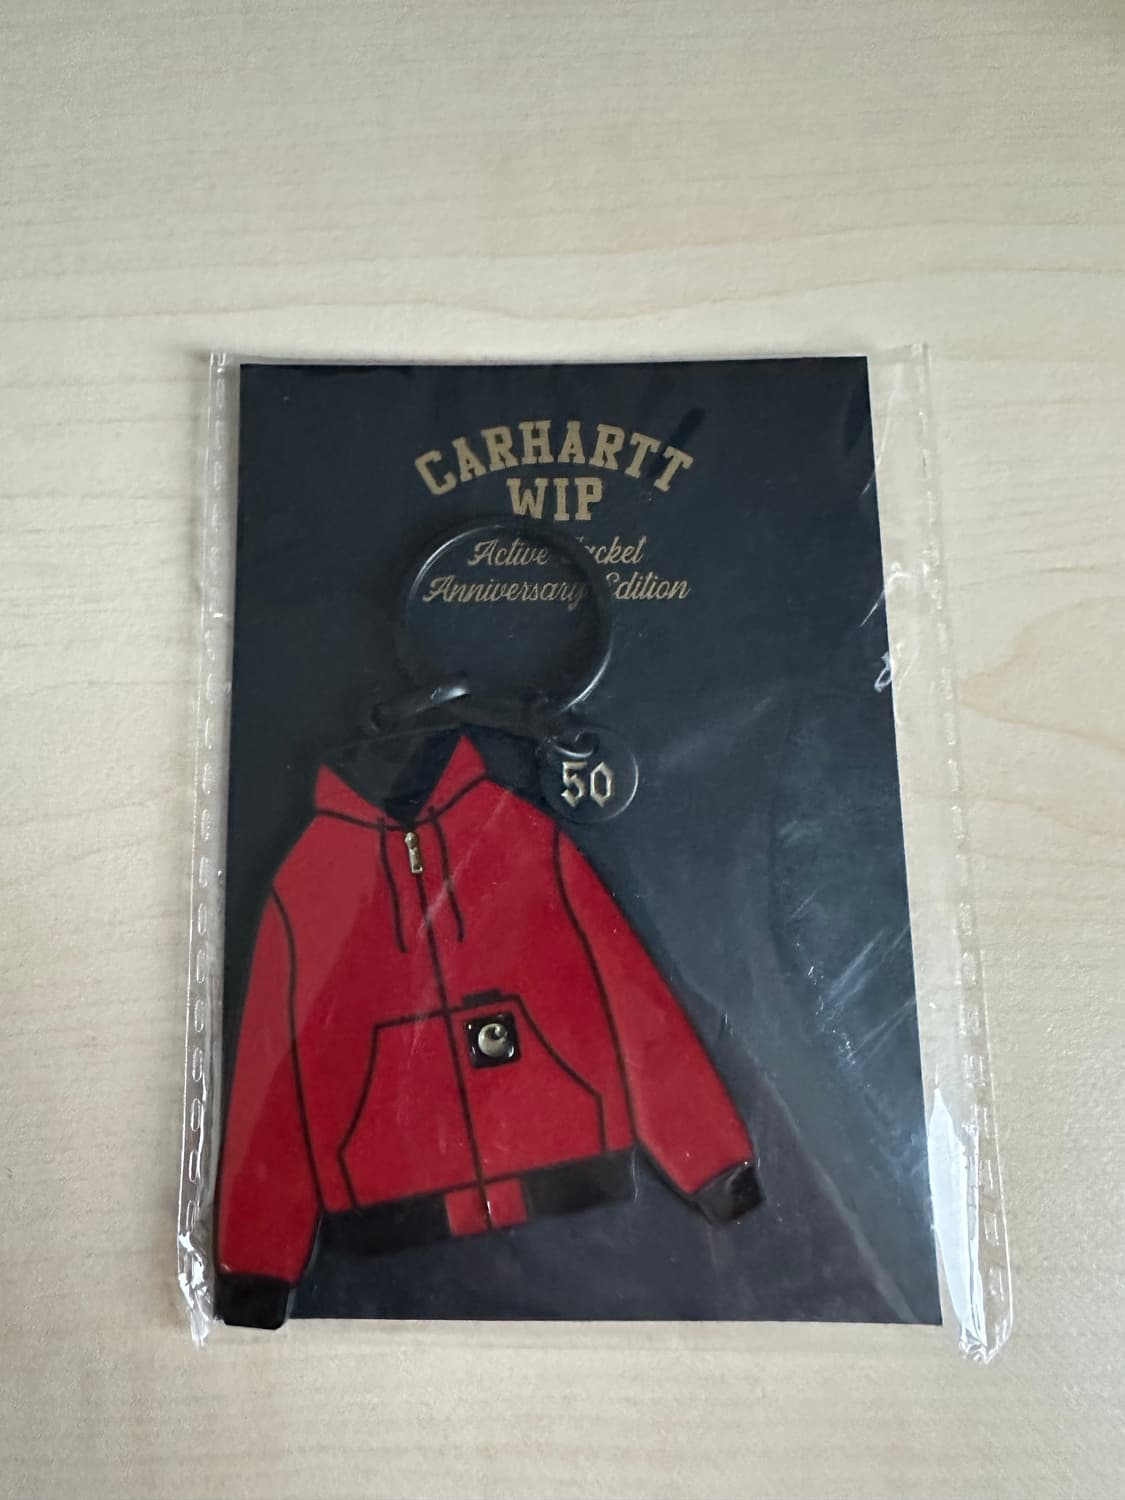 CARHARTT
WIP
Active Jacket
Anniversary Edition
50
C